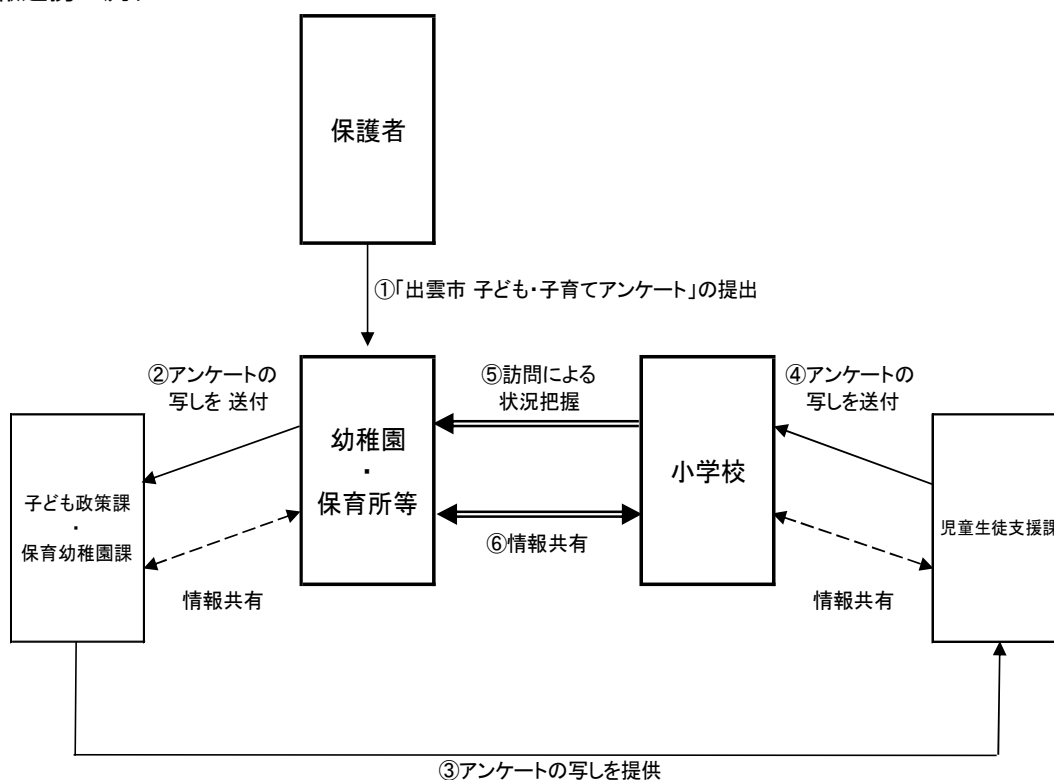 保護者
①「出雲市 子ども・子育てアンケート」の提出
②アンケートの
写しを 送付
⑤訪問による
状況把握
④アンケートの
写しを送付
幼稚園
・
保育所等
小学校
子ども政策課
・
保育幼稚園課
児童生徒支援課
⑥情報共有
情報共有
情報共有
③アンケートの写しを提供